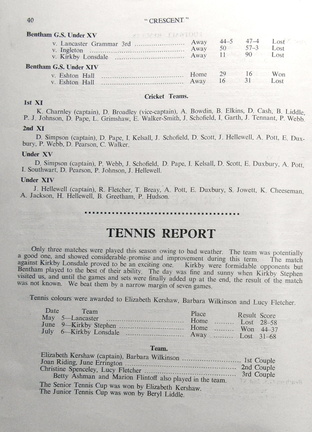 40 "CRESCENT"
Bentham G.S. Under XV
v. Lancaster Grammar 3rd ........ Away 44–5 47–4 Lost
v. Ingleton ........ Away 50 57–3 Lost
v. Kirkby Lonsdale ........ Away 11 90 Lost
Bentham G.S. Under XIV
v. Eshton Hall ........ Home 29 16 Won
v. Eshton Hall ........ Away 16 31 Lost
Cricket Teams.
1st XI
K. Charnley (captain), D. Broadley (vice-captain), A. Bowdin, B. Elkins, D. Cash, B. Liddle,
P. J. Johnson, D. Pape, L. Grimshaw, E. Walker-Smith, J. Schofield, I. Garth, J. Tennant, P. Webb.
2nd XI
D. Simpson (captain), D. Pape, I. Kelsall, J. Schofield, D. Scott, J. Hellewell, A. Pott, E. Dux-
bury, P. Webb, D. Pearson, C. Walker.
Under XV
D. Simpson (captain), P. Webb, J. Schofield, D. Pape, I. Kelsall, D. Scott, E. Duxbury, A. Pott,
I. Southwart, D. Pearson, P. Johnson, J. Hellewell.
Under XIV
J. Hellewell (captain), R. Fletcher, T. Breay, A. Pott, E. Duxbury, S. Jowett, K. Cheeseman,
A. Jackson, H. Hellewell, B. Greetham, P. Hudson.
TENNIS REPORT
Only three matches were played this season owing to bad weather. The team was potentially
a good one, and showed considerable promise and improvement during this term. The match
against Kirkby Lonsdale proved to be an exciting one. Kirkby were formidable opponents but
Bentham played to the best of their ability. The day was fine and sunny when Kirkby Stephen
visited us, and until the games and sets were finally added up at the end, the result of the match
was not known. We beat them by a narrow margin of seven games.
Tennis colours were awarded to Elizabeth Kershaw, Barbara Wilkinson and Lucy Fletcher.
Date Team Place Result Score
May 5—Lancaster ........ Home ........ Lost 28–58
June 9—Kirkby Stephen ........ Home ........ Won 44–37
July 6—Kirkby Lonsdale ........ Away ........ Lost 31–68
Team.
Elizabeth Kershaw (captain), Barbara Wilkinson ........ 1st Couple
Joan Riding, June Errington ........ 2nd Couple
Christine Spenceley, Lucy Fletcher ........ 3rd Couple
Betty Ashman and Marion Flintoff also played in the team.
The Senior Tennis Cup was won by Elizabeth Kershaw.
The Junior Tennis Cup was won by Beryl Liddle.